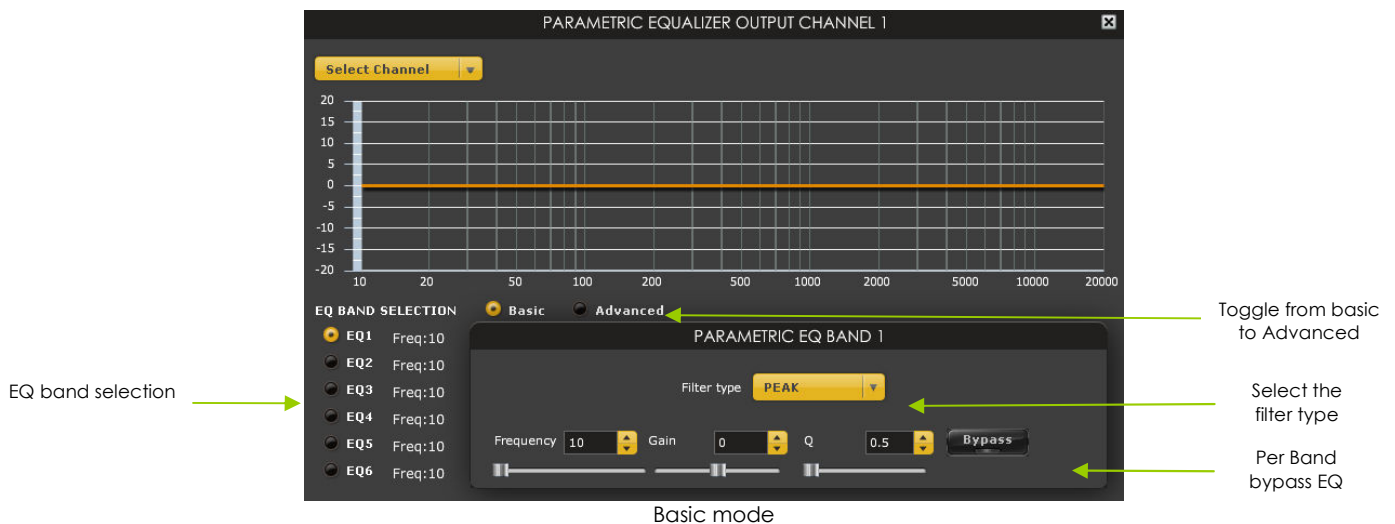 PARAMETRIC EQUALIZER OUTPUT CHANNEL 1
Select Channel
20
15
10
5
0
-5
-10
-15
-20
10 20 50 100 200 500 1000 2000 5000 10000 20000
EQ BAND SELECTION Basic Advanced
EQ1 Freq:10
EQ2 Freq:10
EQ3 Freq:10
EQ4 Freq:10
EQ5 Freq:10
EQ6 Freq:10
PARAMETRIC EQ BAND 1
Filter type PEAK
Frequency 10 Gain 0 Q 0.5 Bypass
EQ band selection
Toggle from basic
to Advanced
Select the
filter type
Per Band
bypass EQ
Basic mode